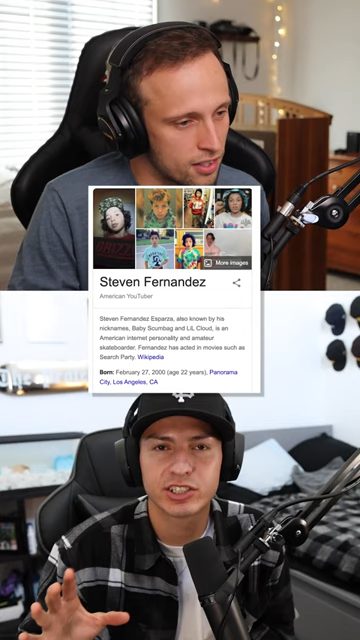 More images
Steven Fernandez
American YouTuber
Steven Fernandez Esparza, also known by his
nicknames, Baby Scumbag and LiL Cloud, is an
American internet personality and amateur
skateboarder. Fernandez has acted in movies such as
Search Party. Wikipedia
Born: February 27, 2000 (age 22 years), Panorama
City, Los Angeles, CA